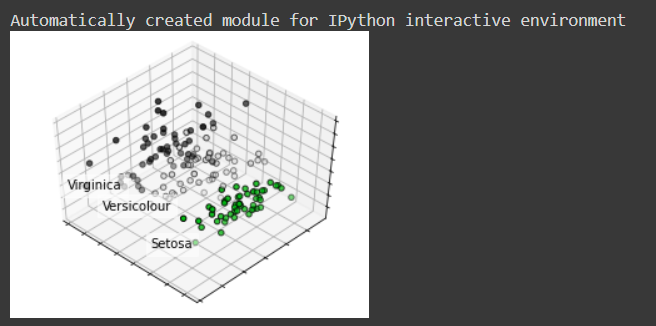 Automatically created module for IPython interactive environment
Virginica
Versicolour
Setosa